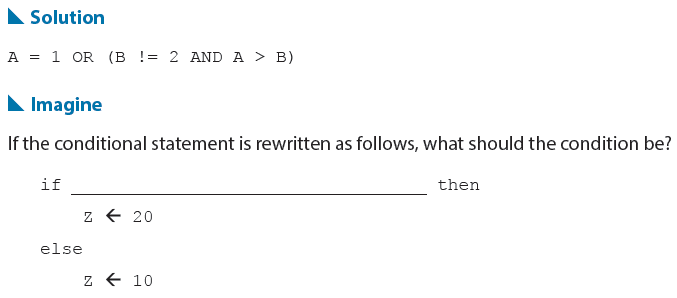 Solution
A = 1 OR (B != 2 AND A > B)
Imagine
If the conditional statement is rewritten as follows, what should the condition be?
if ______________________________ then
Z ← 20
else
Z ← 10